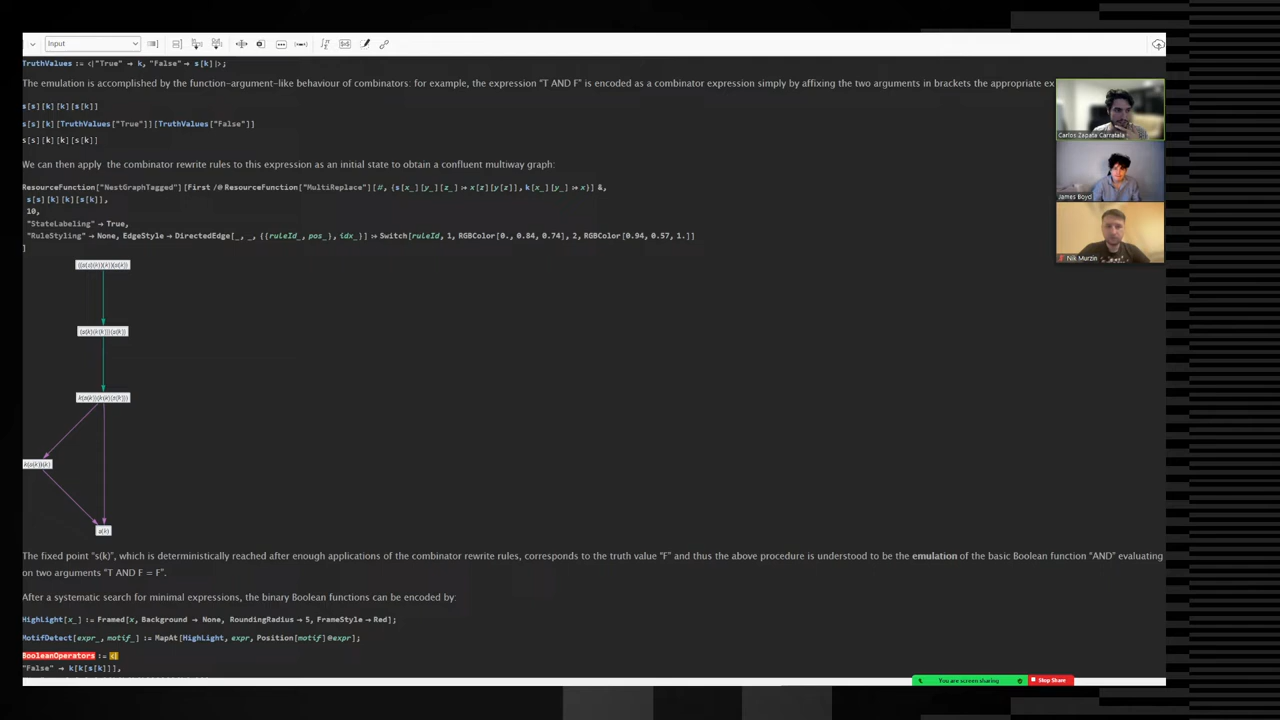 Input
TruthValues := <|"True" → k, "False" → s[k]|>;
The emulation is accomplished by the function-argument-like behaviour of combinators: for example, the expression "T AND F" is encoded as a combinator expression simply by affixing the two arguments in brackets the appropriate ex
s[s][k][k][s[k]]
s[s][k][TruthValues["True"]][TruthValues["False"]]
s[s][k][k][s[k]]
We can then apply the combinator rewrite rules to this expression as an initial state to obtain a confluent multiway graph:
ResourceFunction["NestGraphTagged"][First /@ ResourceFunction["MultiReplace"][#, {s[x_][y_][z_] :> x[z][y[z]], k[x_][y_] :> x}] &,
s[s][k][k][s[k]],
10,
"StateLabeling" → True,
"RuleStyling" → None, EdgeStyle → DirectedEdge[_, _, {{ruleId_, pos_}, idx_}] :> Switch[ruleId, 1, RGBColor[0., 0.84, 0.74], 2, RGBColor[0.94, 0.57, 1.]]
]
s(k)
The fixed point "s(k)", which is deterministically reached after enough applications of the combinator rewrite rules, corresponds to the truth value "F" and thus the above procedure is understood to be the emulation of the basic Boolean function "AND" evaluating
on two arguments "T AND F = F".
After a systematic search for minimal expressions, the binary Boolean functions can be encoded by:
HighLight[x_] := Framed[x, Background → None, RoundingRadius → 5, FrameStyle → Red];
MotifDetect[expr_, motif_] := MapAt[HighLight, expr, Position[motif]@expr];
BooleanOperators := <|
"False" → k[k[s[k]]],
Carlos Zapata Carratala
James Boyd
Nik Murzin
You are screen sharing
Stop Share